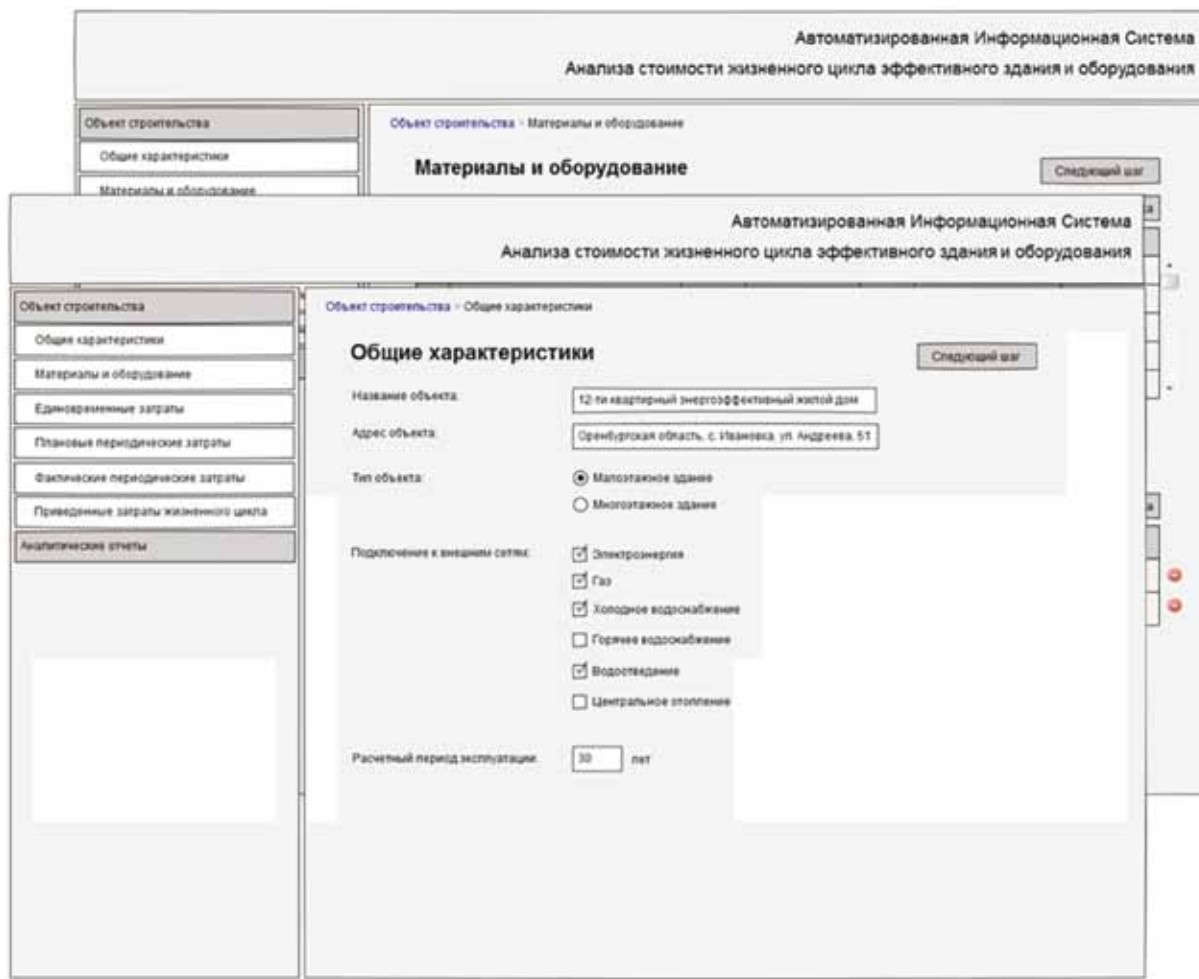 Автоматизированная Информационная Система
Анализа стоимости жизненного цикла эффективного здания и оборудования
Объект строительства
Общие характеристики
Материалы и оборудование
Объект строительства > Материалы и оборудование
Материалы и оборудование
Следующий шаг
Автоматизированная Информационная Система
Анализа стоимости жизненного цикла эффективного здания и оборудования
Объект строительства
Общие характеристики
Материалы и оборудование
Единовременные затраты
Плановые периодические затраты
Фактические периодические затраты
Приведенные затраты жизненного цикла
Аналитические отчеты
Объект строительства > Общие характеристики
Общие характеристики
Следующий шаг
Название объекта: 12-ти квартирный энергоэффективный жилой дом
Адрес объекта: Оренбургская область, с. Ивановка, ул. Андреева, 51
Тип объекта: Малоэтажное здание
Многоэтажное здание
Подключение к внешним сетям: Электроэнергия
Газ
Холодное водоснабжение
Горячее водоснабжение
Водоотведение
Центральное отопление
Расчетный период эксплуатации: 30 лет